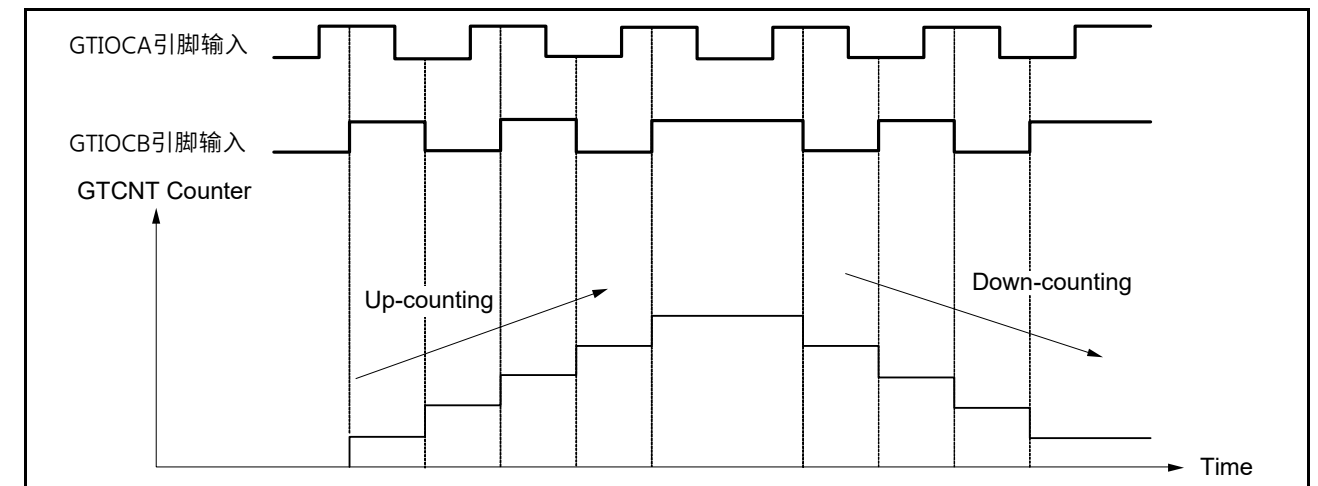 GTIOCA引脚输入
GTIOCB引脚输入
GTCNT Counter
Up-counting
Down-counting
Time